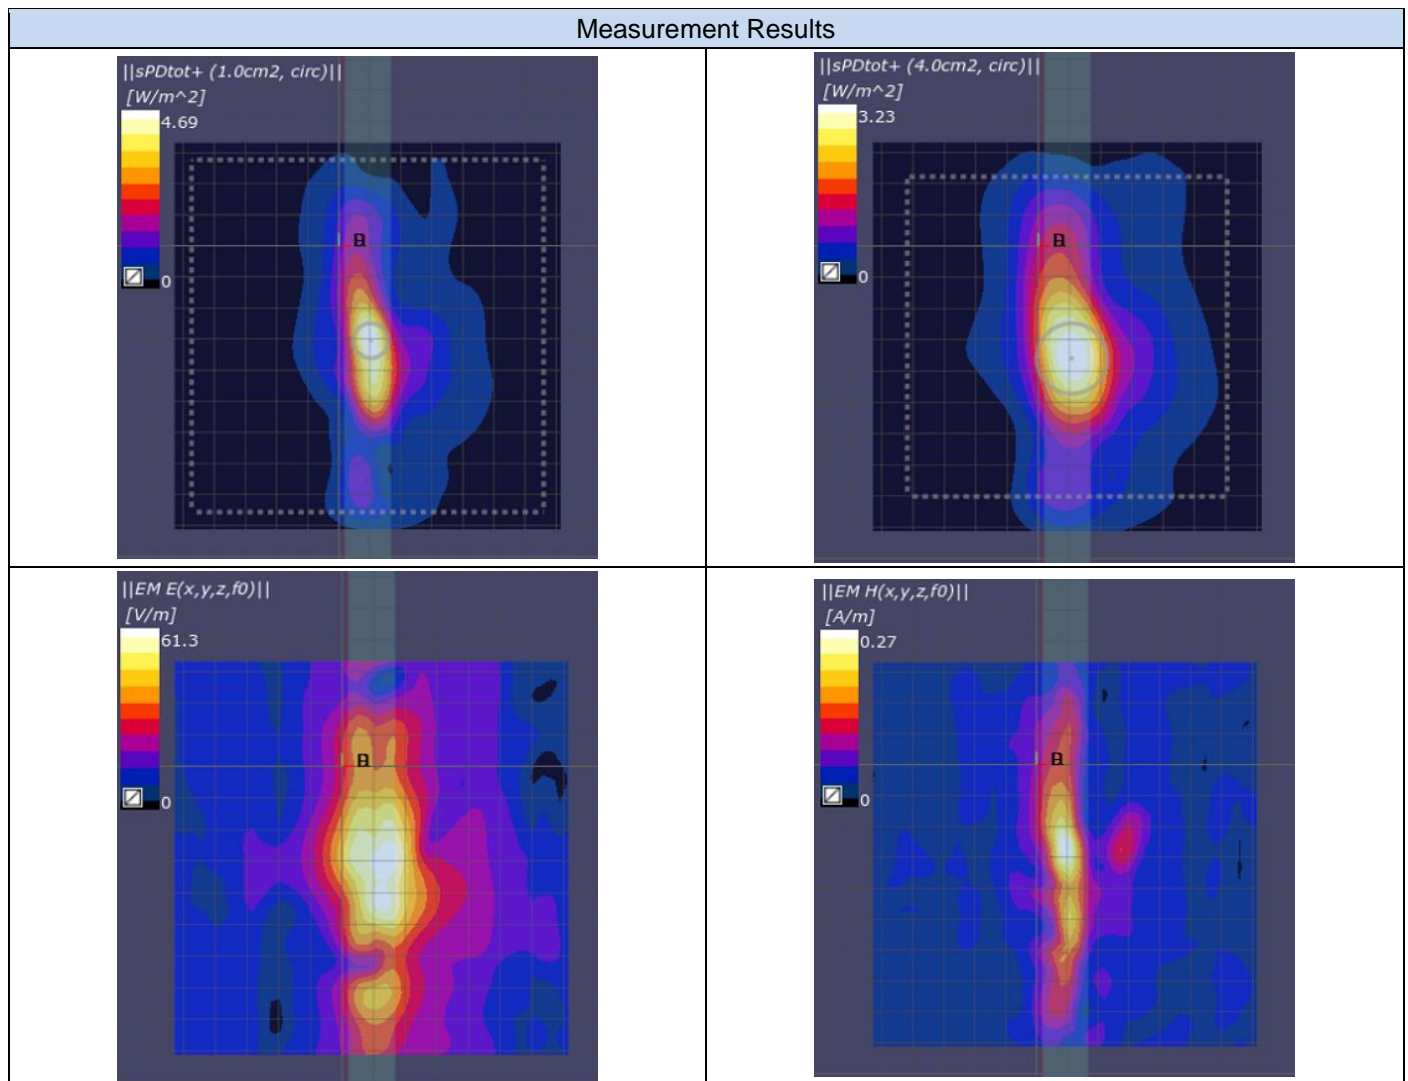 Measurement Results
||sPDtot+ (1.0cm2, circ)||
[W/m^2]
4.69
0
||sPDtot+ (4.0cm2, circ)||
[W/m^2]
3.23
0
||EM E(x,y,z,f0)||
[V/m]
61.3
0
||EM H(x,y,z,f0)||
[A/m]
0.27
0